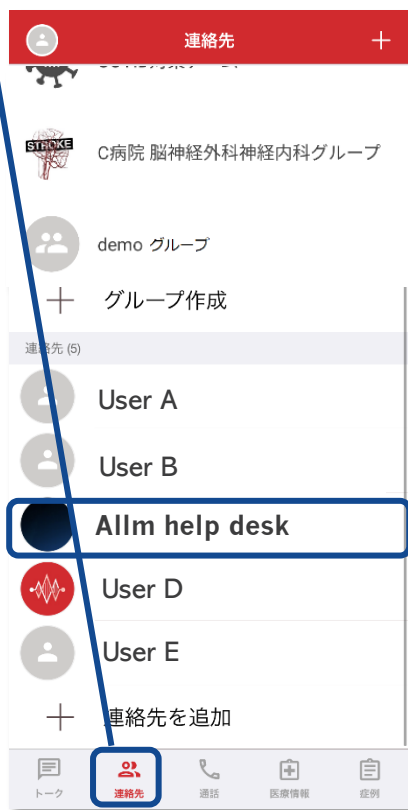 連絡先
STROKE
C病院 脳神経外科神経内科グループ
demo グループ
グループ作成
連絡先 (5)
User A
User B
Allm help desk
User D
User E
連絡先を追加
トーク
連絡先
通話
医療情報
症例